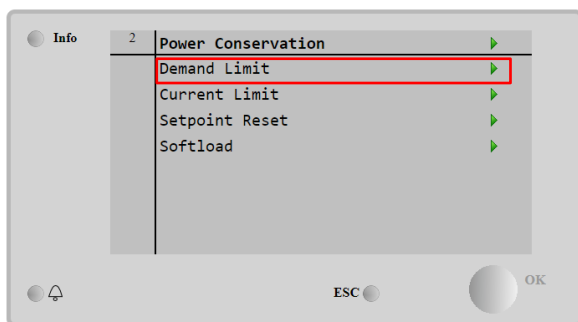 Info
2 Power Conservation
Demand Limit
Current Limit
Setpoint Reset
Softload
ESC
OK